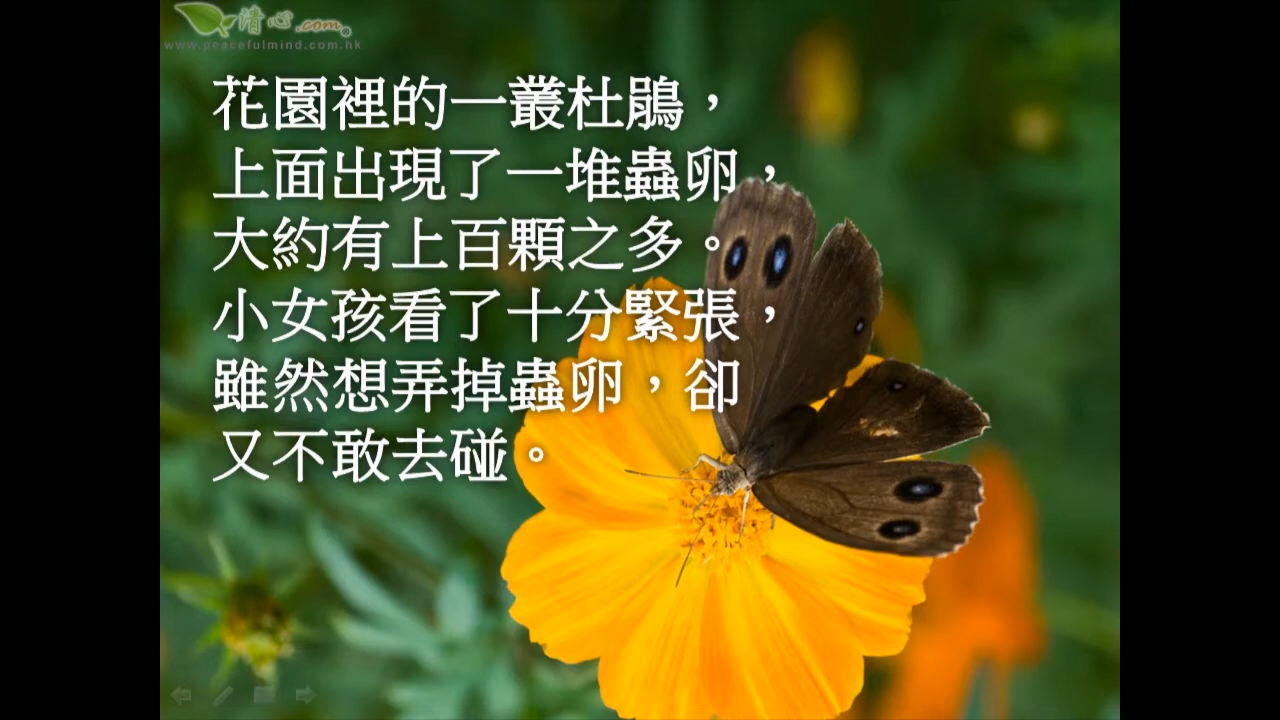 清心.com
www.peacefulmind.com.hk
花園裡的一叢杜鵑，
上面出現了一堆蟲卵，
大約有上百顆之多。
小女孩看了十分緊張，
雖然想弄掉蟲卵，卻
又不敢去碰。